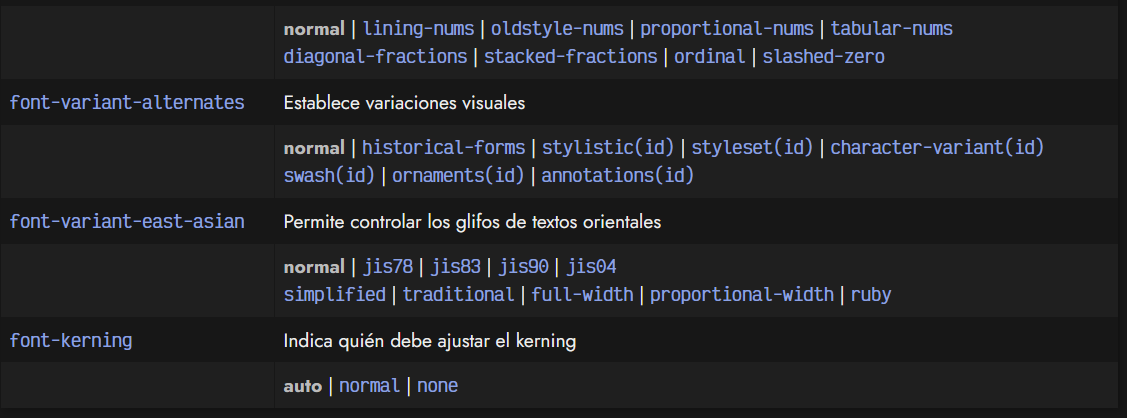 normal | lining-nums | oldstyle-nums | proportional-nums | tabular-nums
diagonal-fractions | stacked-fractions | ordinal | slashed-zero
font-variant-alternates Establece variaciones visuales
normal | historical-forms | stylistic(id) | styleset(id) | character-variant(id)
swash(id) | ornaments(id) | annotations(id)
font-variant-east-asian Permite controlar los glifos de textos orientales
normal | jis78 | jis83 | jis90 | jis04
simplified | traditional | full-width | proportional-width | ruby
font-kerning Indica quién debe ajustar el kerning
auto | normal | none